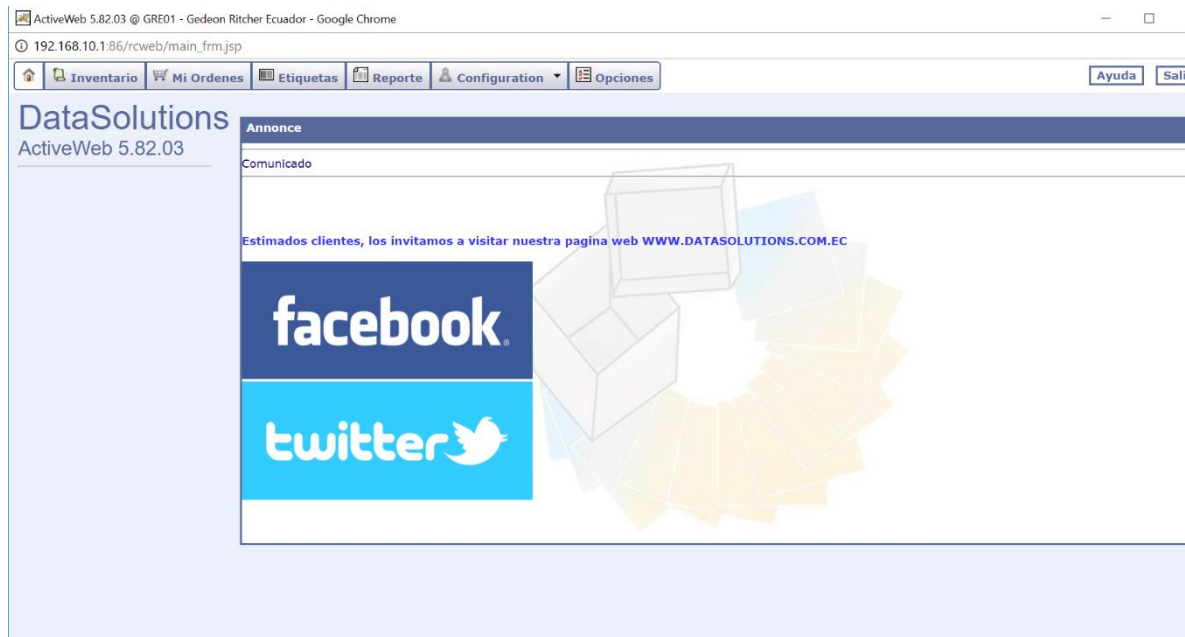 ActiveWeb 5.82.03 @ GRE01 - Gedeon Ritcher Ecuador - Google Chrome
192.168.10.1:86/rcweb/main_frm.jsp
Inventario Mi Ordenes Etiquetas Reporte Configuration Opciones Ayuda Sali
DataSolutions
ActiveWeb 5.82.03
Annonce
Comunicado
Estimados clientes, los invitamos a visitar nuestra pagina web WWW.DATASOLUTIONS.COM.EC
facebook®
twitter